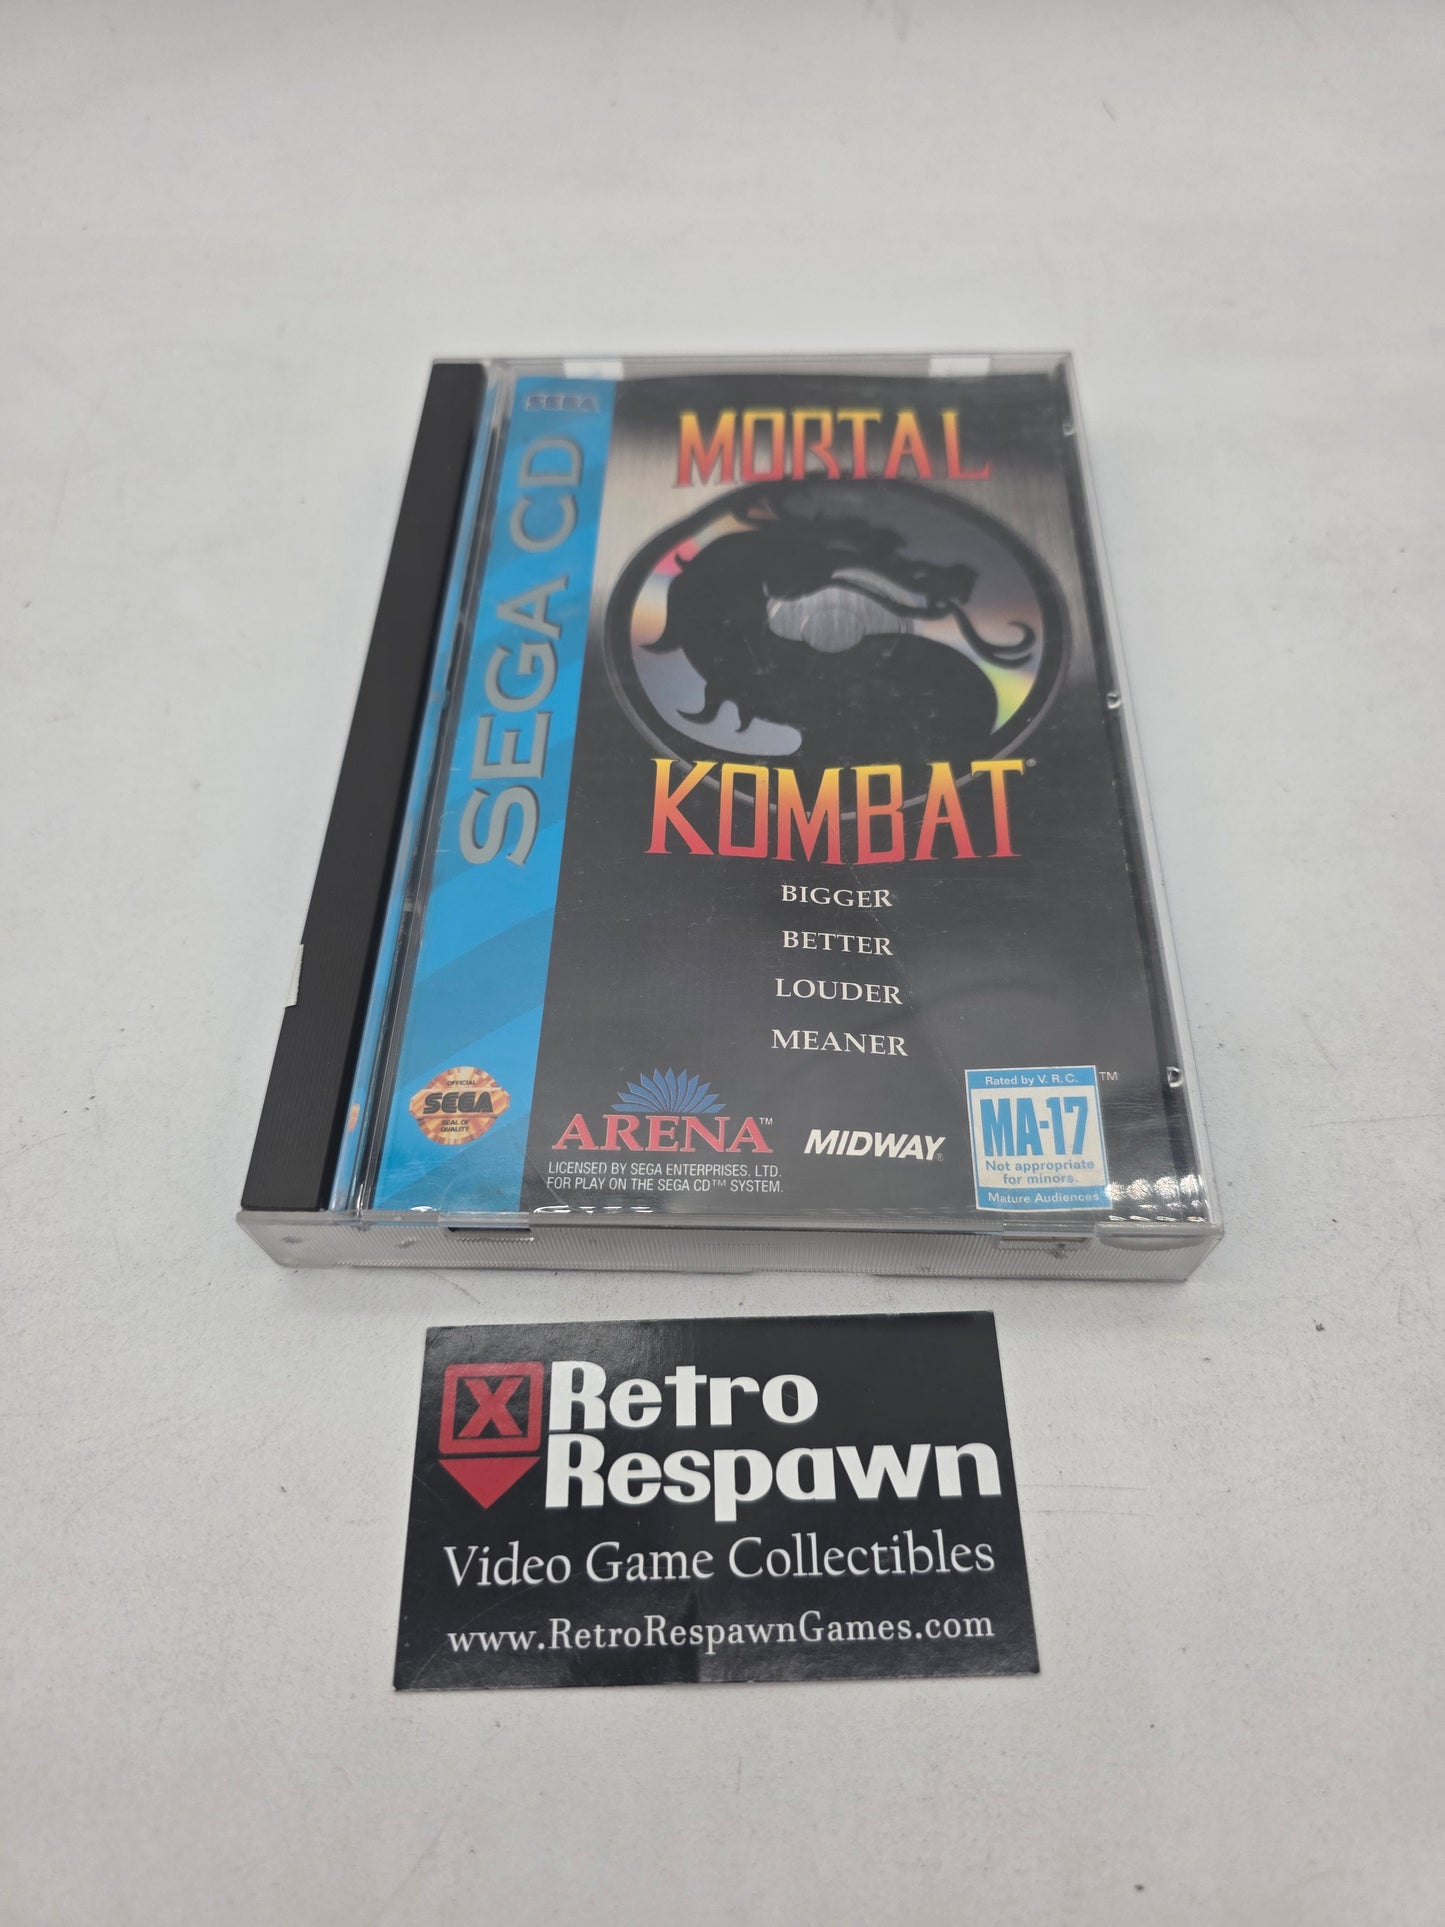 SEGA
SEGA CD
MORTAL
KOMBAT®
BIGGER
BETTER
LOUDER
MEANER
OFFICIAL
SEGA
SEAL OF
QUALITY
ARENA™
LICENSED BY SEGA ENTERPRISES, LTD.
FOR PLAY ON THE SEGA CD™ SYSTEM.
MIDWAY®
Rated by V.R.C. ™
MA-17
Not appropriate
for minors.
Mature Audiences
X Retro
Respawn
Video Game Collectibles
www.RetroRespawnGames.com